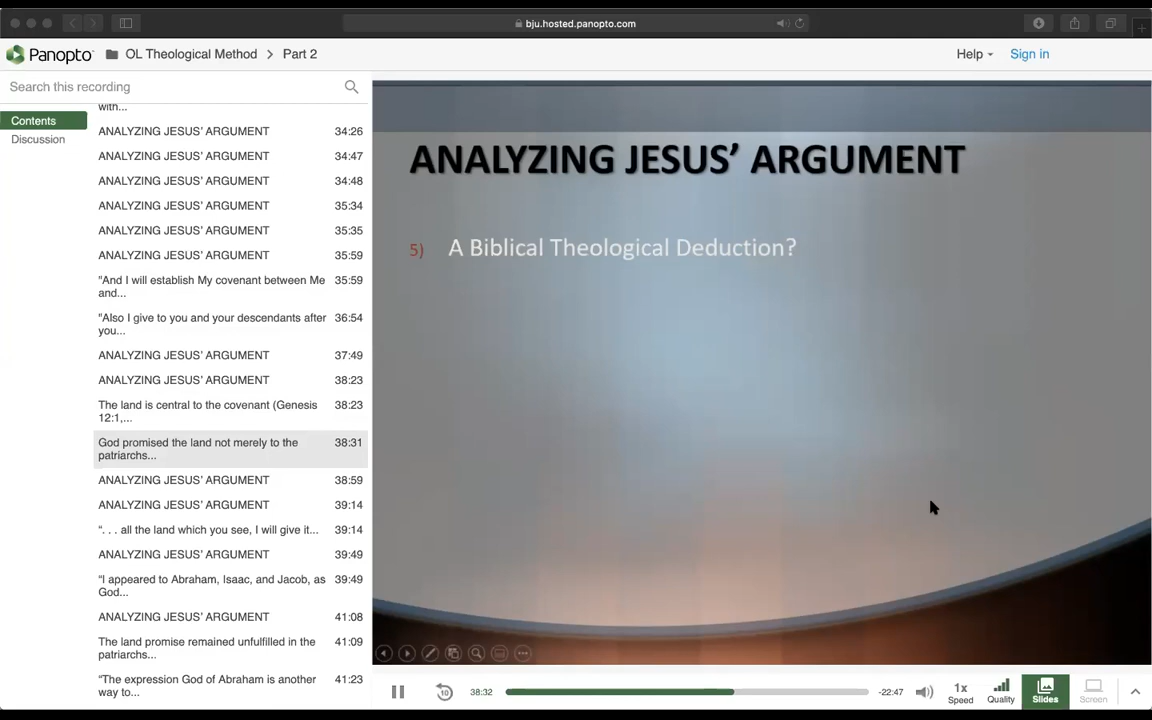 bju.hosted.panopto.com
Panopto
OL Theological Method > Part 2
Help
Sign in
Search this recording
Contents
Discussion
with...
ANALYZING JESUS' ARGUMENT 34:26
ANALYZING JESUS' ARGUMENT 34:47
ANALYZING JESUS' ARGUMENT 34:48
ANALYZING JESUS' ARGUMENT 35:34
ANALYZING JESUS' ARGUMENT 35:35
ANALYZING JESUS' ARGUMENT 35:59
"And I will establish My covenant between Me 35:59
and...
"Also I give to you and your descendants after 36:54
you...
ANALYZING JESUS' ARGUMENT 37:49
ANALYZING JESUS' ARGUMENT 38:23
The land is central to the covenant (Genesis 38:23
12:1,...
God promised the land not merely to the 38:31
patriarchs...
ANALYZING JESUS' ARGUMENT 38:59
ANALYZING JESUS' ARGUMENT 39:14
“. . . all the land which you see, I will give it... 39:14
ANALYZING JESUS' ARGUMENT 39:49
"I appeared to Abraham, Isaac, and Jacob, as 39:49
God...
ANALYZING JESUS' ARGUMENT 41:08
The land promise remained unfulfilled in the 41:09
patriarchs...
"The expression God of Abraham is another 41:23
way to...
ANALYZING JESUS’ ARGUMENT
5) A Biblical Theological Deduction?
10
38:32
-22:47
1x
Speed
Quality
Slides
Screen